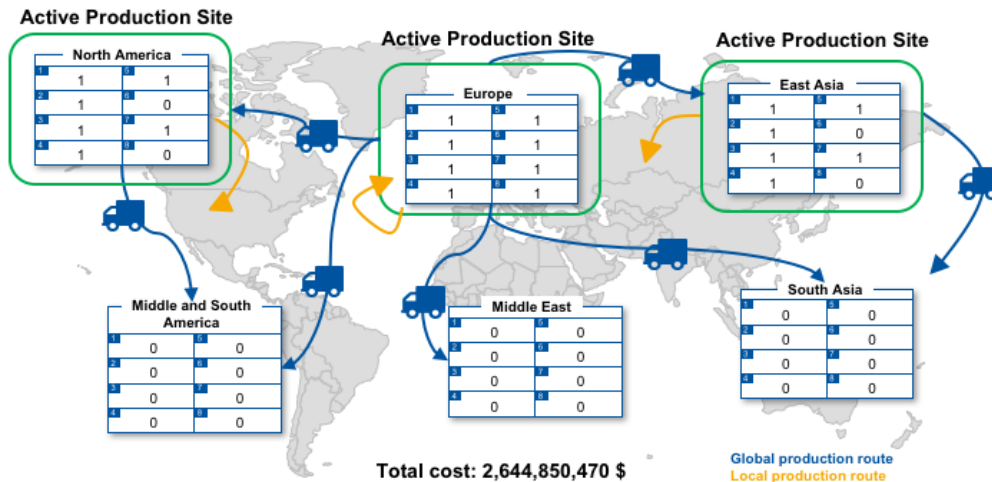 Active Production Site
North America
1 1 5 1
2 1 6 0
3 1 7 1
4 1 8 0
Active Production Site
Europe
1 1 5 1
2 1 6 1
3 1 7 1
4 1 8 1
Active Production Site
East Asia
1 1 5 1
2 1 6 0
3 1 7 1
4 1 8 0
Middle and South
America
1 0 5 0
2 0 6 0
3 0 7 0
4 0 8 0
Middle East
1 0 5 0
2 0 6 0
3 0 7 0
4 0 8 0
South Asia
1 0 5 0
2 0 6 0
3 0 7 0
4 0 8 0
Total cost: 2,644,850,470 $
Global production route
Local production route